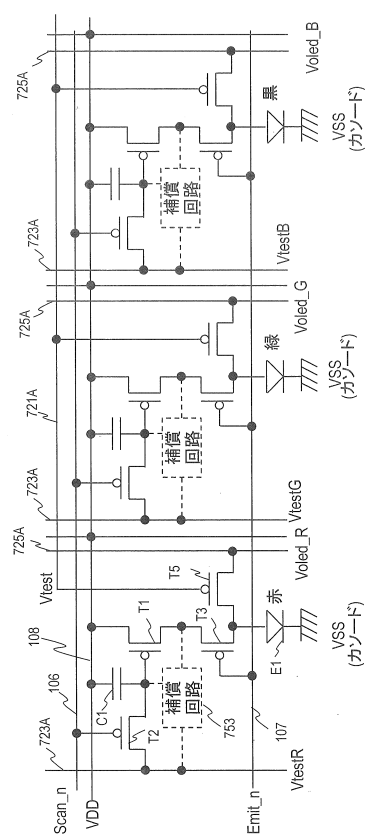 723A
106
108
Vtest
725A
723A
721A
725A
723A
725A
Scan_n
VDD
C1
T2
T1
T5
T3
補償
回路
753
107
E1
赤
VSS
(カソード)
Emit_n
VtestR
Voled_R
補償
回路
緑
VSS
(カソード)
VtestG
Voled_G
G
補償
回路
黒
VSS
(カソード)
VtestB
Voled_B